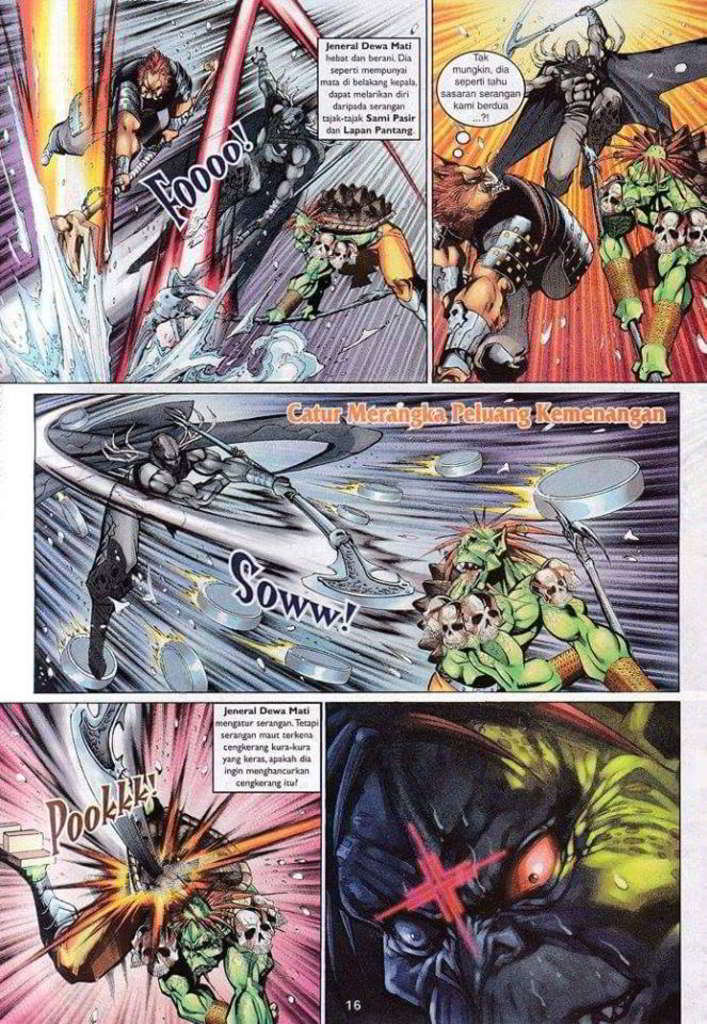 Jeneral Dewa Mati
hebat dan berani. Dia
seperti mempunyai
mata di belakang kepala,
dapat melarikan diri
daripada serangan
tajak-tajak Sami Pasir
dan Lapan Pantang.
Foooo!
Tak
mungkin, dia
seperti tahu
sasaran serangan
kami berdua
...?!
Catur Merangka Peluang Kemenangan
Soww!
Jeneral Dewa Mati
mengatur serangan. Tetapi
serangan maut terkena
cengkerang kura-kura
yang keras, apakah dia
ingin menghancurkan
cengkerang itu?
Pookkk!
16